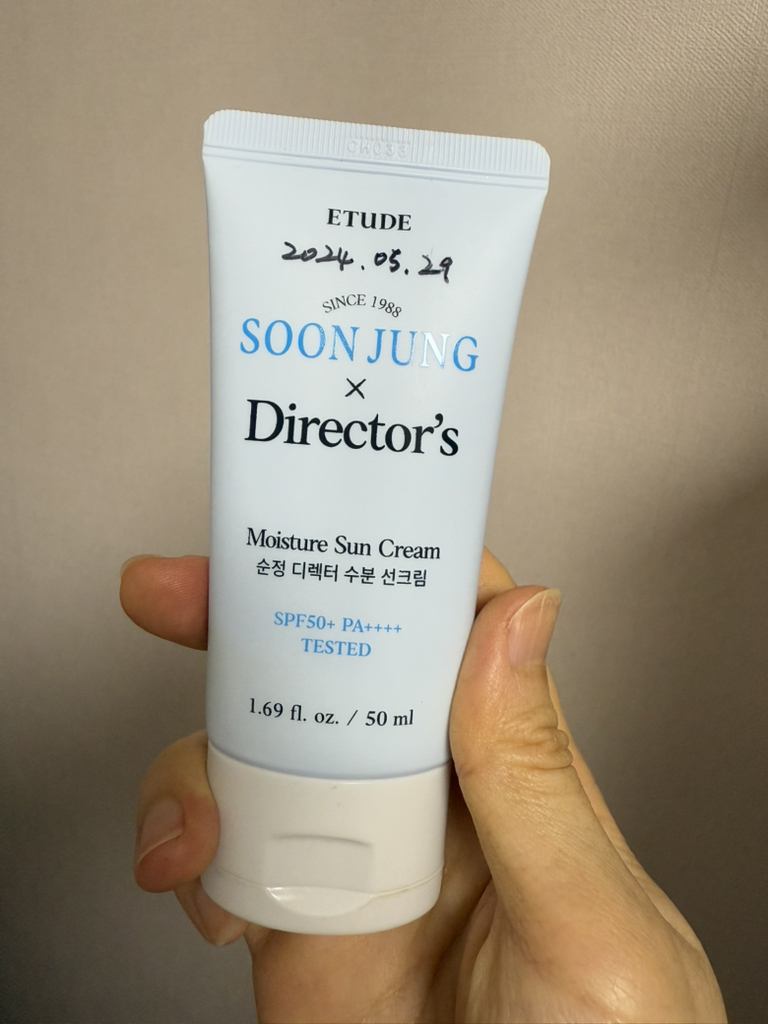 ETUDE
2024.05.29
SINCE 1988
SOON JUNG
×
Director's
Moisture Sun Cream
순정 디렉터 수분 선크림
SPF50+ PA++++
TESTED
1.69 fl. oz. / 50 ml